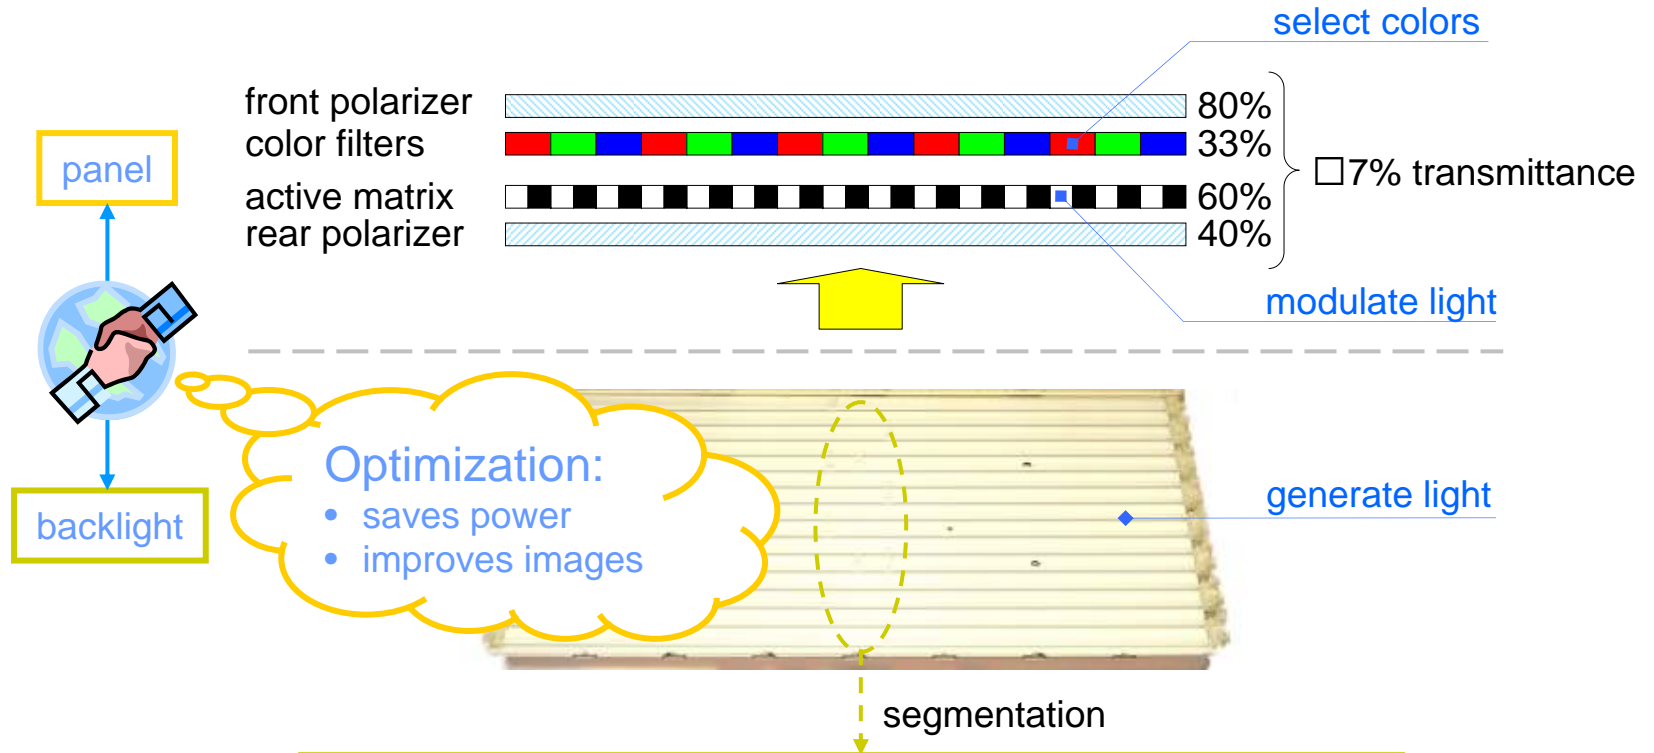 select colors
front polarizer 80%
color filters 33%
panel
active matrix 60%
□7% transmittance
rear polarizer 40%
modulate light
Optimization:
• saves power
• improves images
generate light
backlight
segmentation